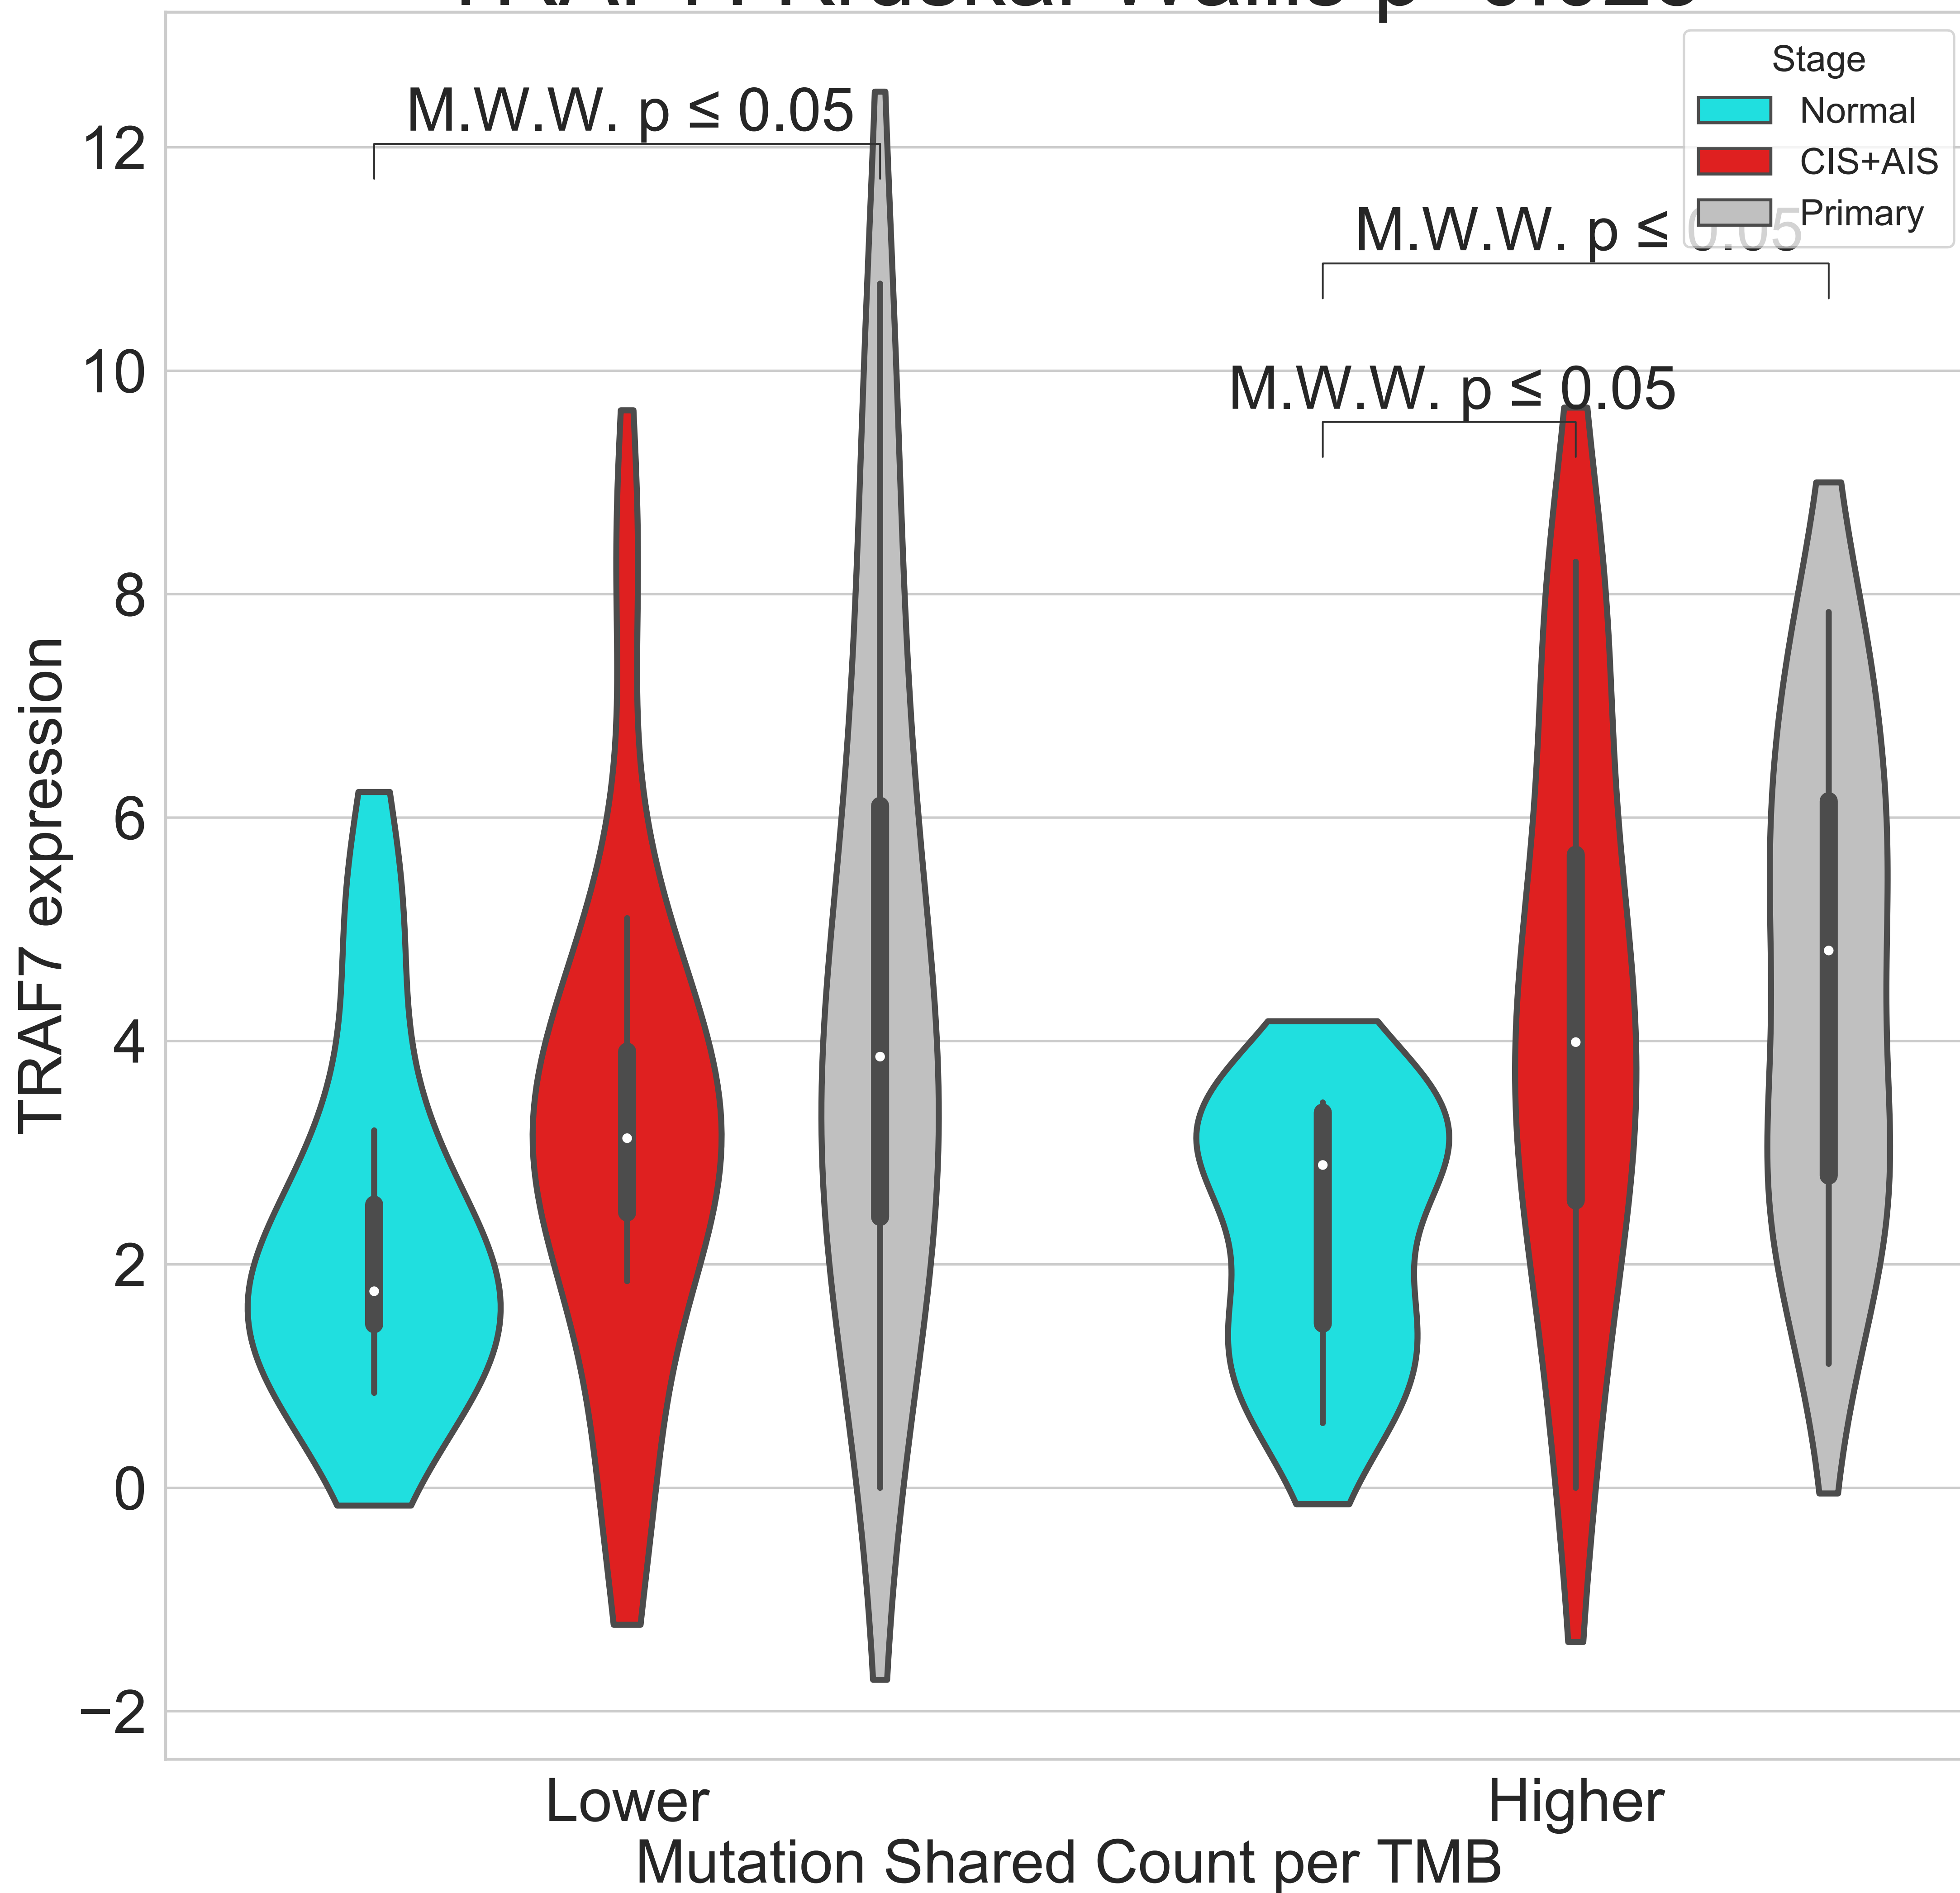 Stage
Normal
CIS+AIS
Primary
M.W.W. p ≤ 0.05
M.W.W. p ≤ 0.05
M.W.W. p ≤ 0.05
12
10
8
6
4
2
0
−2
TRAF7 expression
Lower
Higher
Mutation Shared Count per TMB